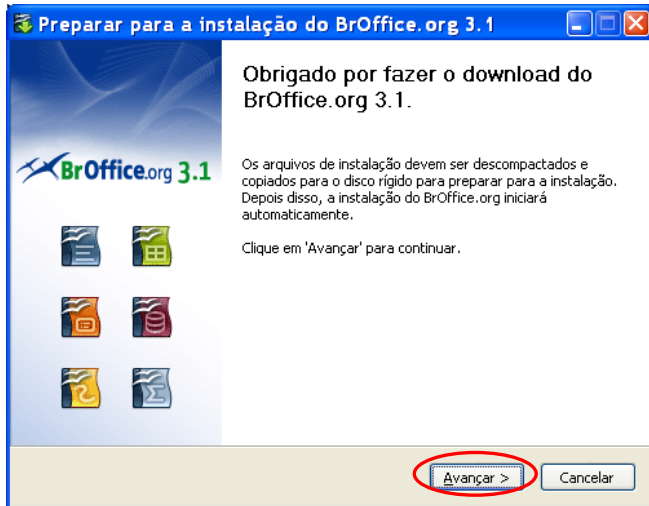 Preparar para a instalação do BrOffice.org 3.1
Obrigado por fazer o download do
BrOffice.org 3.1.
BrOffice.org 3.1
Os arquivos de instalação devem ser descompactados e
copiados para o disco rígido para preparar para a instalação.
Depois disso, a instalação do BrOffice.org iniciará
automaticamente.
Clique em 'Avançar' para continuar.
Avançar >
Cancelar